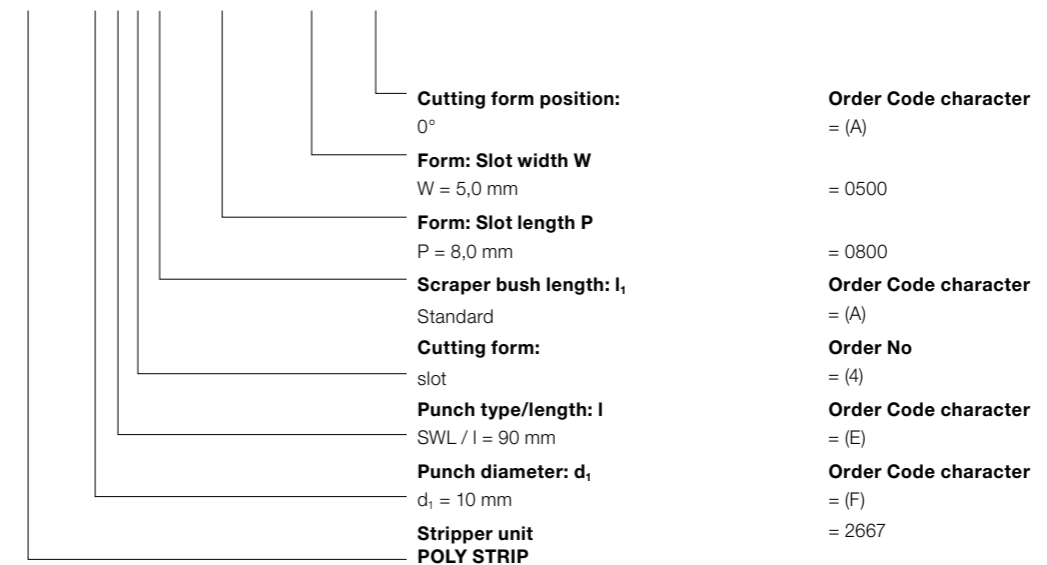 Cutting form position: Order Code character
0° = (A)
Form: Slot width W
W = 5,0 mm = 0500
Form: Slot length P
P = 8,0 mm = 0800
Scraper bush length: l₁ Order Code character
Standard = (A)
Cutting form: Order No
slot = (4)
Punch type/length: l Order Code character
SWL / l = 90 mm = (E)
Punch diameter: d₁ Order Code character
d₁ = 10 mm = (F)
Stripper unit = 2667
POLY STRIP